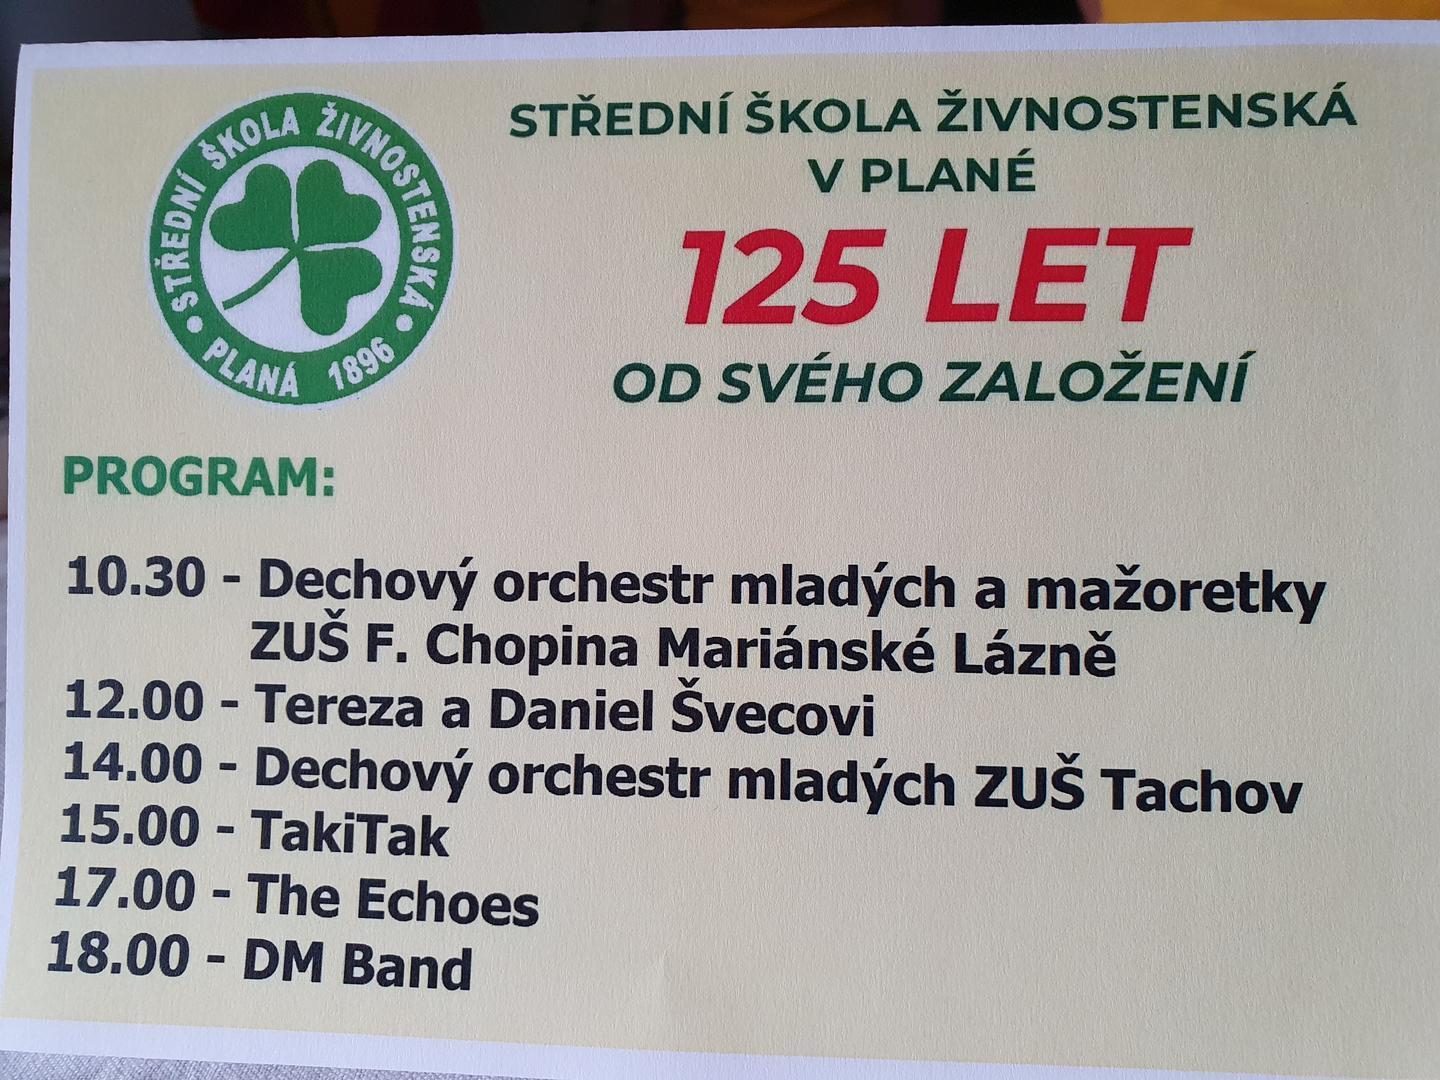 STŘEDNÍ ŠKOLA ŽIVNOSTENSKÁ
PLANÁ 1896
STŘEDNÍ ŠKOLA ŽIVNOSTENSKÁ
V PLANÉ
125 LET
OD SVÉHO ZALOŽENÍ
PROGRAM:
10.30 - Dechový orchestr mladých a mažoretky
ZUŠ F. Chopina Mariánské Lázně
12.00 - Tereza a Daniel Švecovi
14.00 - Dechový orchestr mladých ZUŠ Tachov
15.00 - TakiTak
17.00 - The Echoes
18.00 - DM Band